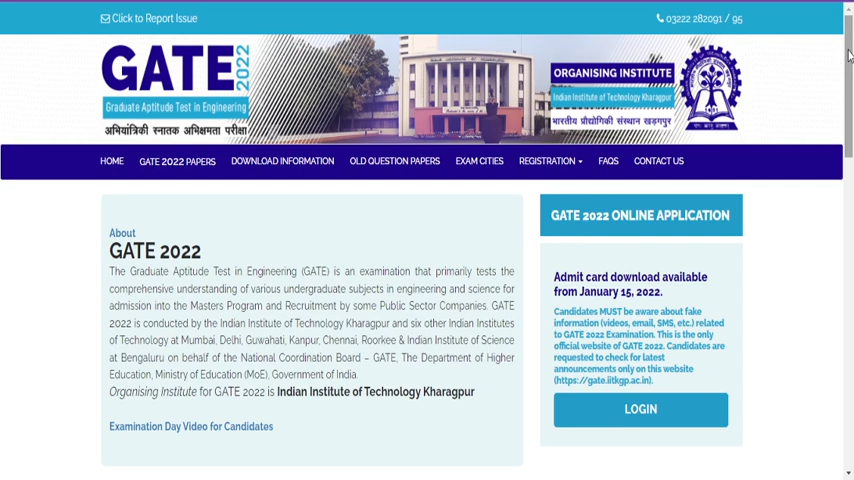 Click to Report Issue
03222 282091 / 95
GATE 2022
Graduate Aptitude Test in Engineering
अभियांत्रिकी स्नातक अभिक्षमता परीक्षा
ORGANISING INSTITUTE
Indian Institute of Technology Kharagpur
भारतीय प्रौद्योगिकी संस्थान खड़गपुर
HOME GATE 2022 PAPERS DOWNLOAD INFORMATION OLD QUESTION PAPERS EXAM CITIES REGISTRATION FAQS CONTACT US
About
GATE 2022
The Graduate Aptitude Test in Engineering (GATE) is an examination that primarily tests the
comprehensive understanding of various undergraduate subjects in engineering and science for
admission into the Masters Program and Recruitment by some Public Sector Companies. GATE
2022 is conducted by the Indian Institute of Technology Kharagpur and six other Indian Institutes
of Technology at Mumbai, Delhi, Guwahati, Kanpur, Chennai, Roorkee & Indian Institute of Science
at Bengaluru on behalf of the National Coordination Board – GATE, The Department of Higher
Education, Ministry of Education (MoE), Government of India.
Organising Institute for GATE 2022 is Indian Institute of Technology Kharagpur
Examination Day Video for Candidates
GATE 2022 ONLINE APPLICATION
Admit card download available
from January 15, 2022.
Candidates MUST be aware about fake
information (videos, email, SMS, etc.) related
to GATE 2022 Examination. This is the only
official website of GATE 2022. Candidates are
requested to check for latest
announcements only on this website
(https://gate.iitkgp.ac.in).
LOGIN